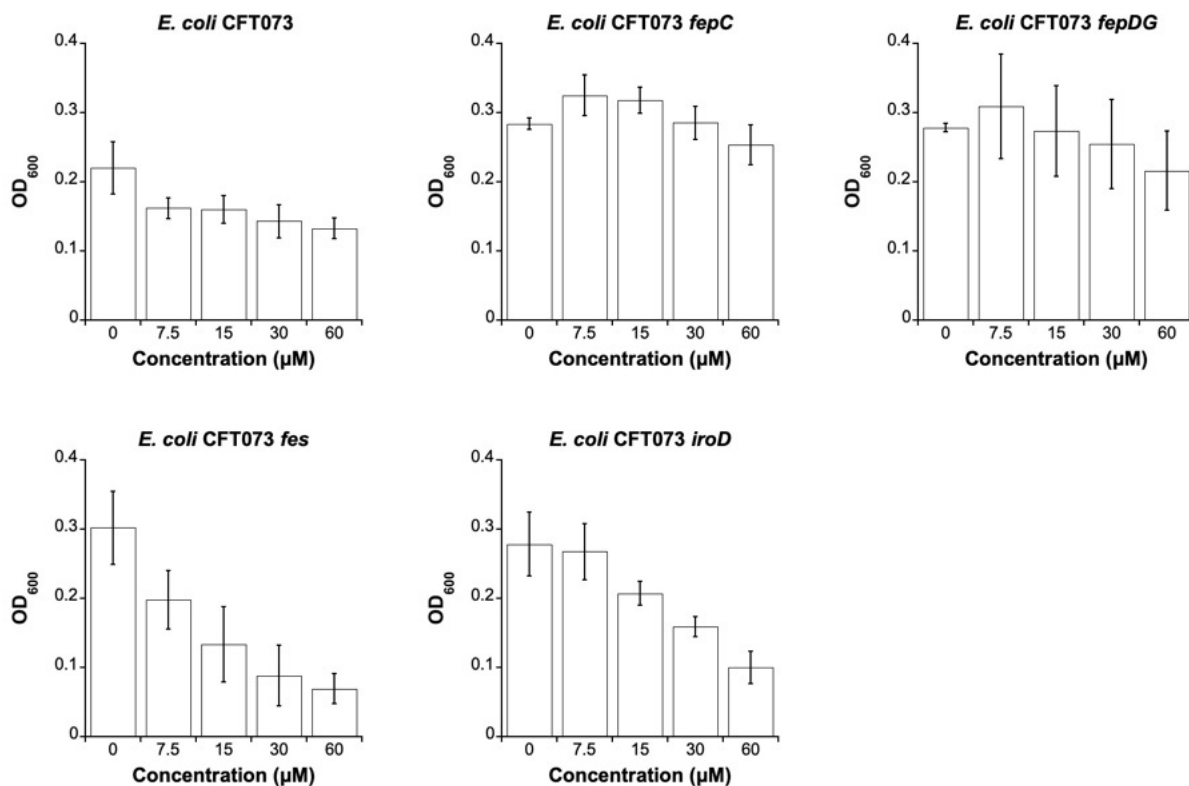 E. coli CFT073
0.4
0.3
0.2
0.1
0
OD600
0 7.5 15 30 60
Concentration (µM)
E. coli CFT073 fepC
0.4
0.3
0.2
0.1
0
OD600
0 7.5 15 30 60
Concentration (µM)
E. coli CFT073 fepDG
0.4
0.3
0.2
0.1
0
OD600
0 7.5 15 30 60
Concentration (µM)
E. coli CFT073 fes
0.4
0.3
0.2
0.1
0
OD600
0 7.5 15 30 60
Concentration (µM)
E. coli CFT073 iroD
0.4
0.3
0.2
0.1
0
OD600
0 7.5 15 30 60
Concentration (µM)